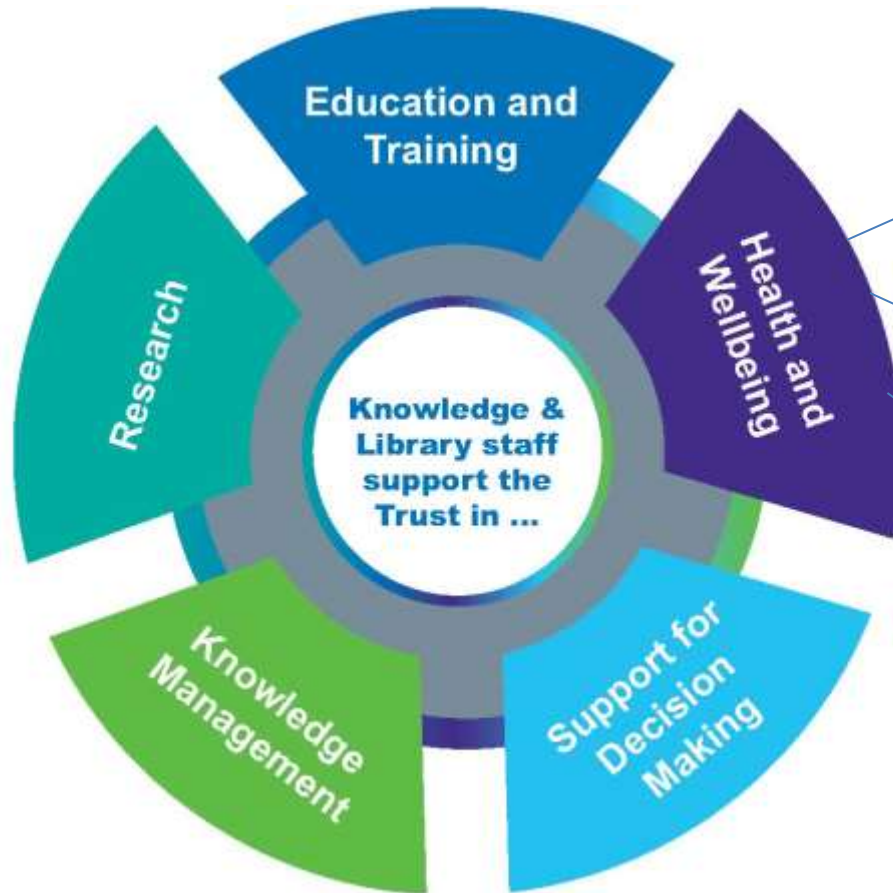 Education and
Training
Health and
Wellbeing
Support for
Decision
Making
Knowledge
Management
Research
Knowledge &
Library staff
support the
Trust in ...